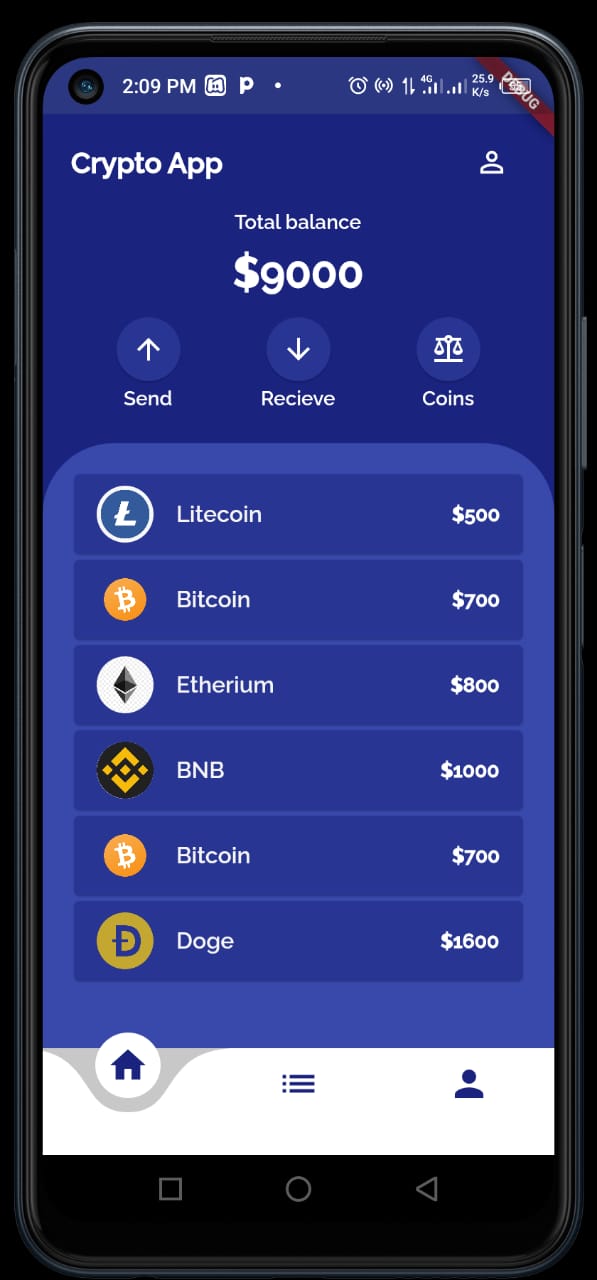 2:09 PM
4G
25.9
K/s
DEBUG
Crypto App
Total balance
$9000
Send
Recieve
Coins
Litecoin
$500
Bitcoin
$700
Etherium
$800
BNB
$1000
Bitcoin
$700
Doge
$1600